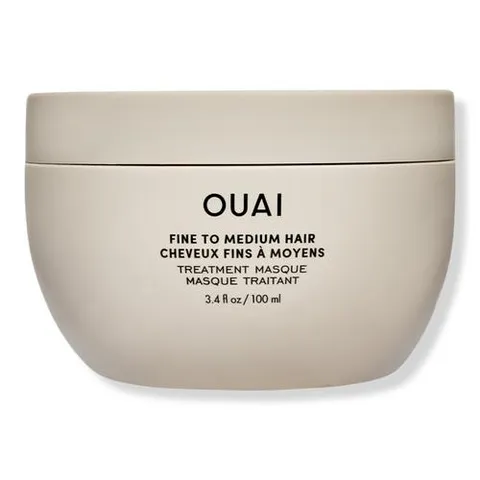 OUAI
FINE TO MEDIUM HAIR
CHEVEUX FINS À MOYENS
TREATMENT MASQUE
MASQUE TRAITANT
3.4 fl oz / 100 ml